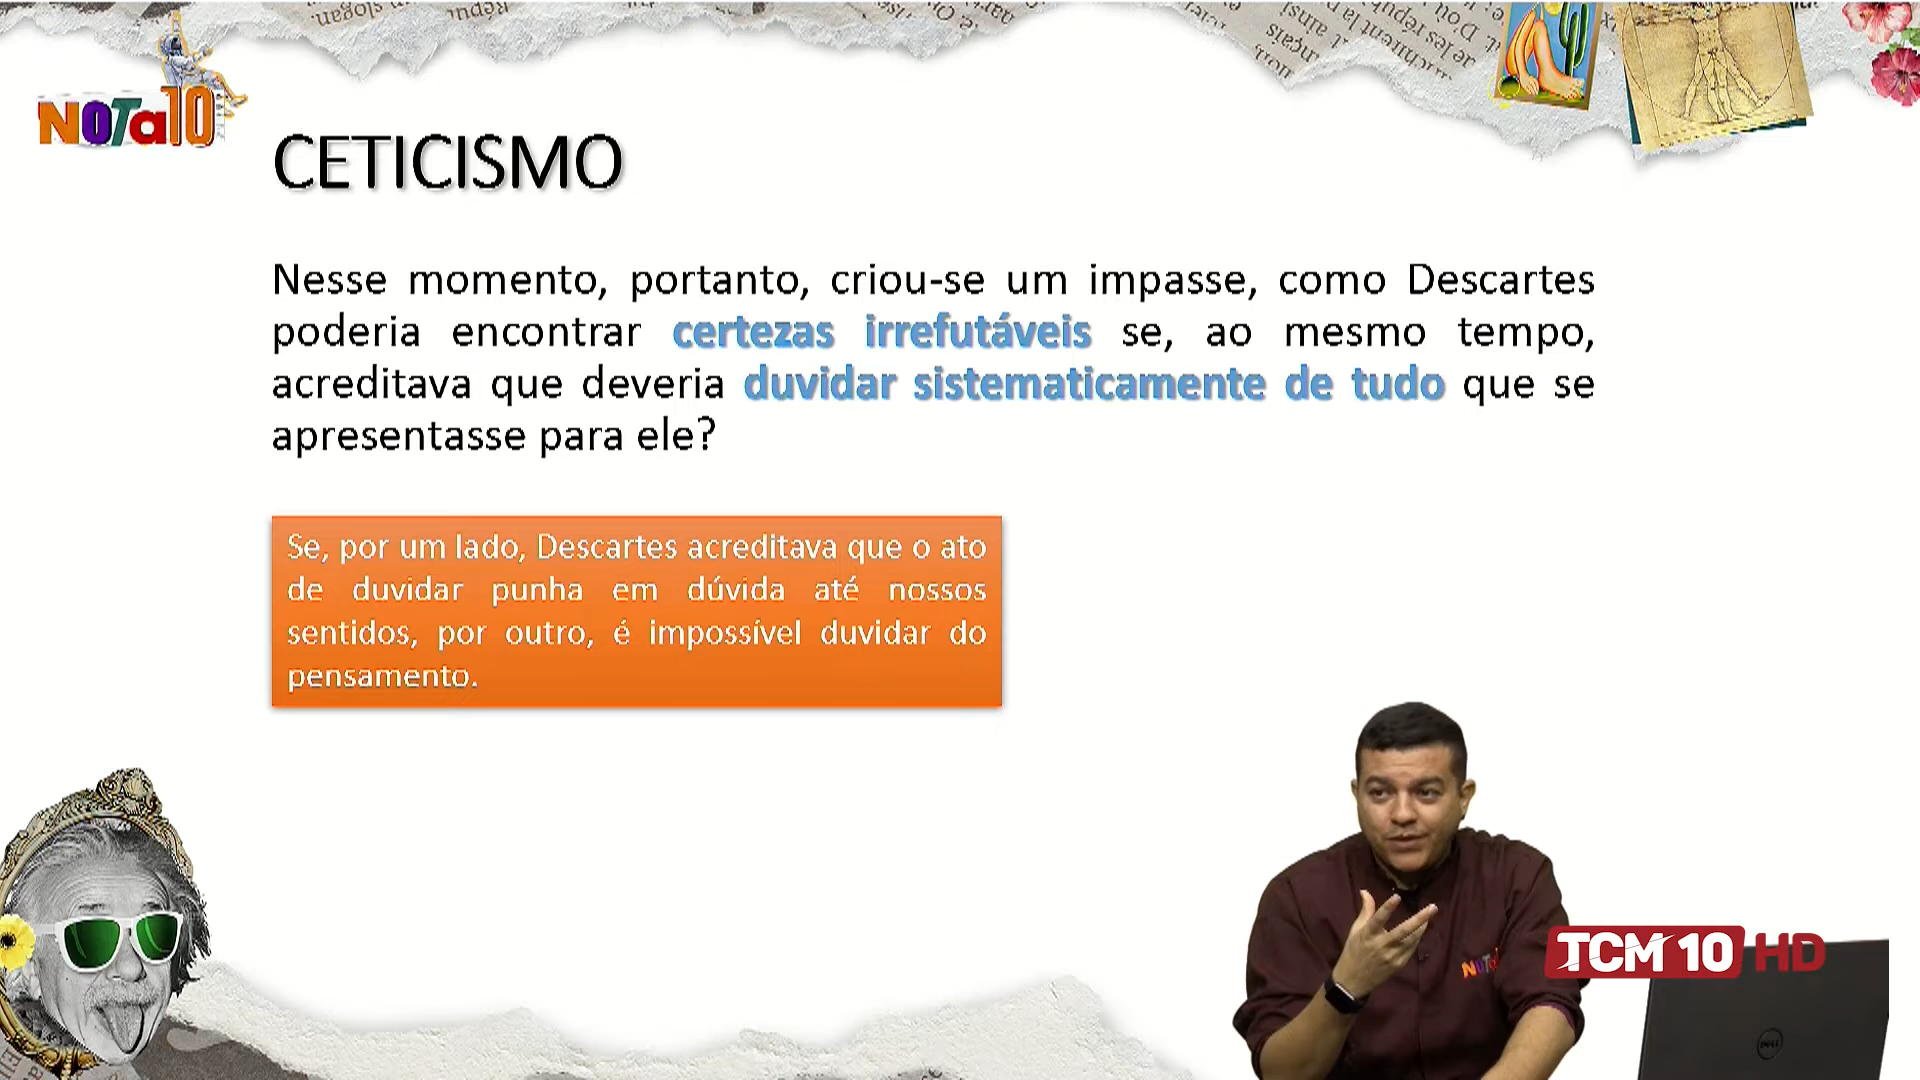 NOTa10
CETICISMO
Nesse momento, portanto, criou-se um impasse, como Descartes
poderia encontrar certezas irrefutáveis se, ao mesmo tempo,
acreditava que deveria duvidar sistematicamente de tudo que se
apresentasse para ele?
Se, por um lado, Descartes acreditava que o ato
de duvidar punha em dúvida até nossos
sentidos, por outro, é impossível duvidar do
pensamento.
TCM 10 HD
DELL